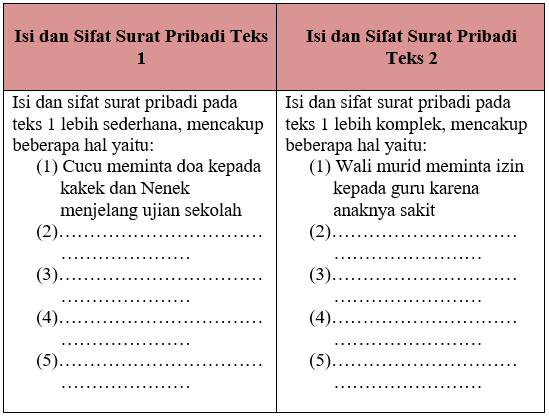 Isi dan Sifat Surat Pribadi Teks
1
Isi dan Sifat Surat Pribadi
Teks 2
Isi dan sifat surat pribadi pada
teks 1 lebih sederhana, mencakup
beberapa hal yaitu:
(1) Cucu meminta doa kepada
kakek dan Nenek
menjelang ujian sekolah
(2)……………………………
…………………
(3)……………………………
…………………
(4)……………………………
…………………
(5)……………………………
…………………
Isi dan sifat surat pribadi pada
teks 1 lebih komplek, mencakup
beberapa hal yaitu:
(1) Wali murid meminta izin
kepada guru karena
anaknya sakit
(2)…………………………
……………………
(3)…………………………
……………………
(4)…………………………
……………………
(5)…………………………
……………………